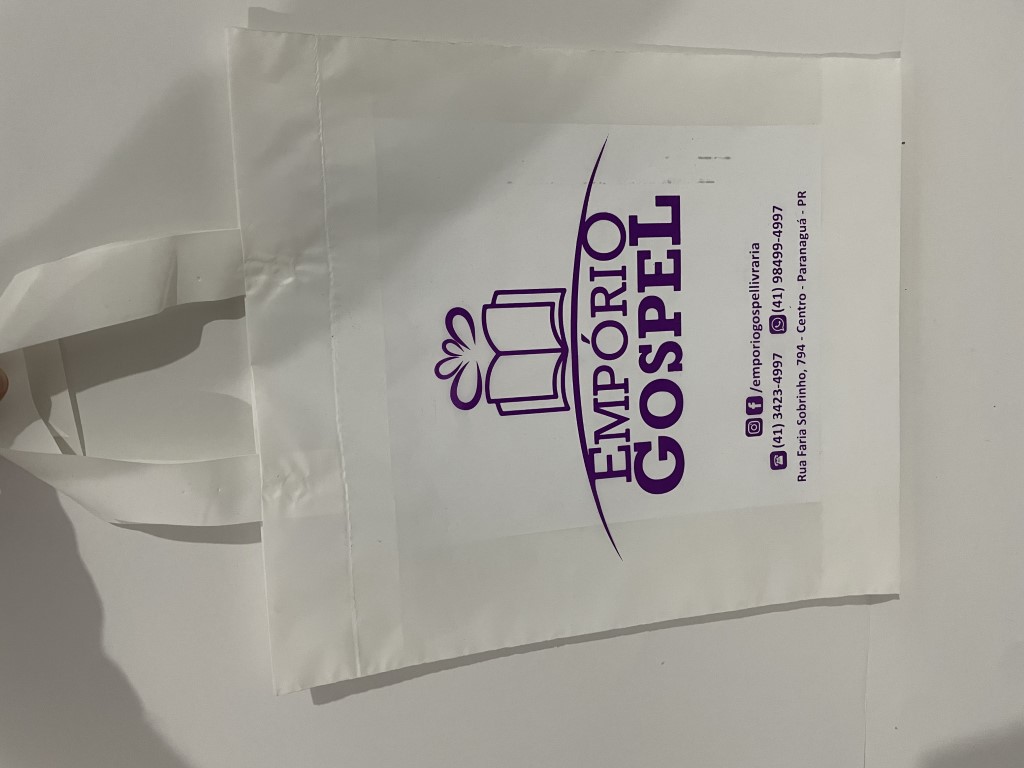 EMPÓRIO
GOSPEL
/emporiogospellivraria
(41) 3423-4997 (41) 98499-4997
Rua Faria Sobrinho, 794 - Centro - Paranaguá - PR